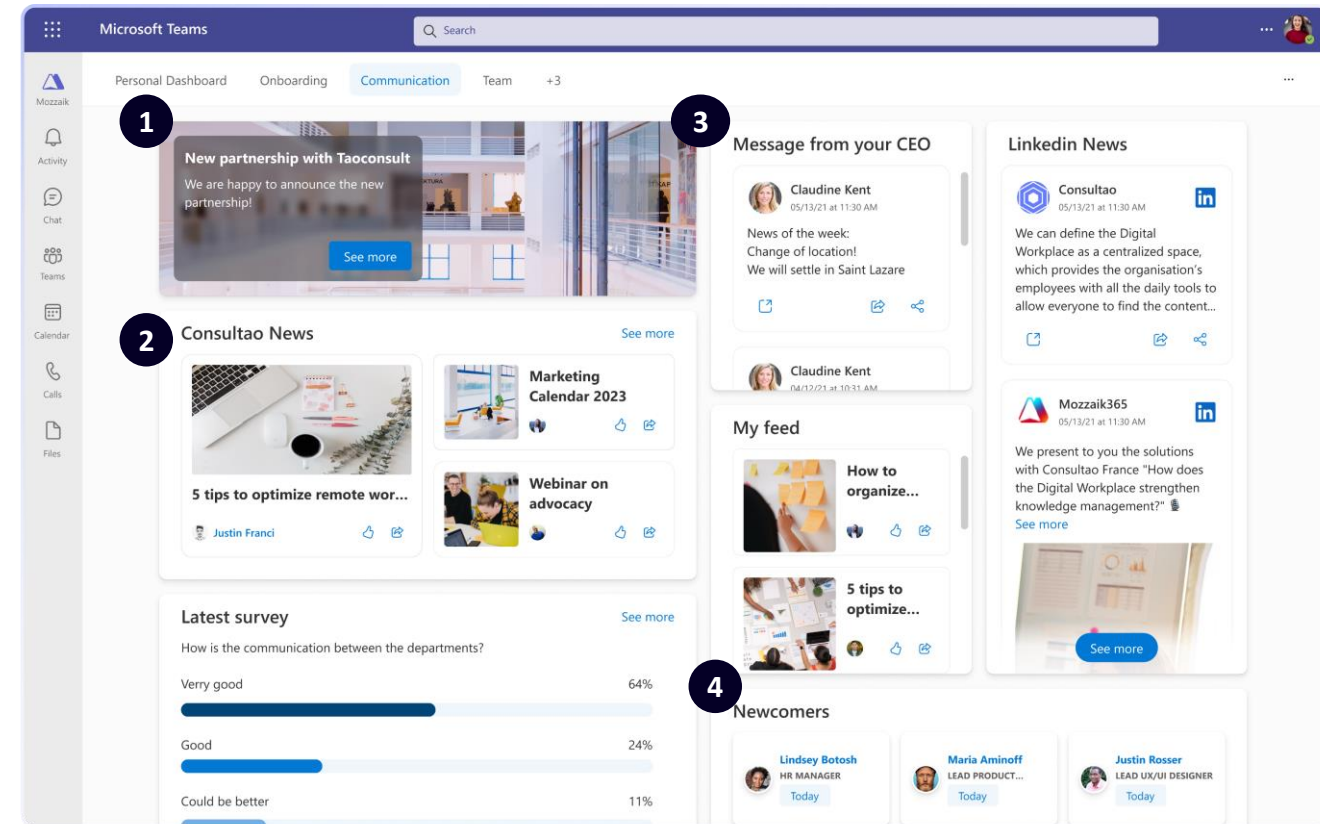 Microsoft Teams
Search
...
Mozzaik
Activity
Chat
Teams
Calendar
Calls
Files
Personal Dashboard
Onboarding
Communication
Team
+3
...
1
New partnership with Taoconsult
We are happy to announce the new
partnership!
See more
2
Consultao News
See more
5 tips to optimize remote wor...
Justin Franci
Marketing
Calendar 2023
Webinar on
advocacy
Latest survey
See more
How is the communication between the departments?
Verry good
64%
Good
24%
Could be better
11%
3
Message from your CEO
Claudine Kent
05/13/21 at 11:30 AM
News of the week:
Change of location!
We will settle in Saint Lazare
Claudine Kent
04/12/21 at 10:31 AM
My feed
How to
organize...
5 tips to
optimize...
Linkedin News
Consultao
05/13/21 at 11:30 AM
in
We can define the Digital
Workplace as a centralized space,
which provides the organisation's
employees with all the daily tools to
allow everyone to find the content...
Mozzaik365
05/13/21 at 11:30 AM
in
We present to you the solutions
with Consultao France "How does
the Digital Workplace strengthen
knowledge management?"
See more
See more
4
Newcomers
Lindsey Botosh
HR MANAGER
Today
Maria Aminoff
LEAD PRODUCT...
Today
Justin Rosser
LEAD UX/UI DESIGNER
Today